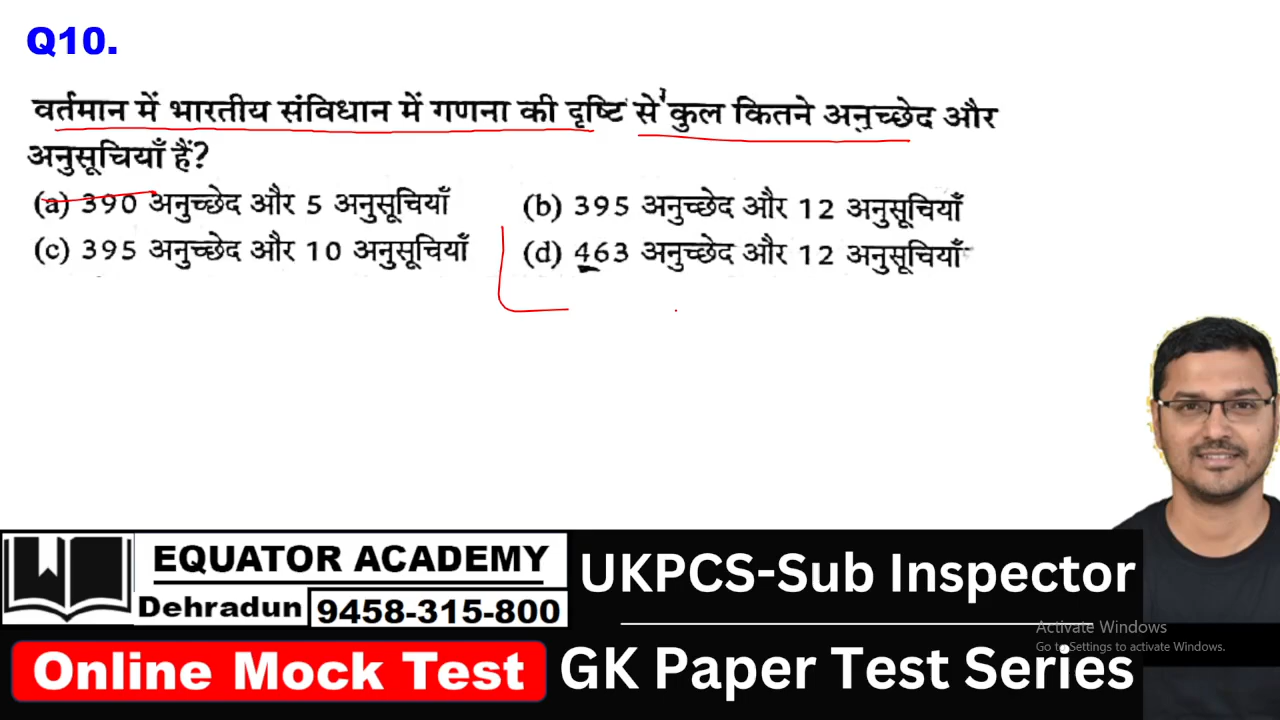 Q10.
वर्तमान में भारतीय संविधान में गणना की दृष्टि से कुल कितने अनुच्छेद और
अनुसूचियाँ हैं?
(a) 390 अनुच्छेद और 5 अनुसूचियाँ (b) 395 अनुच्छेद और 12 अनुसूचियाँ
(c) 395 अनुच्छेद और 10 अनुसूचियाँ (d) 463 अनुच्छेद और 12 अनुसूचियाँ
EQUATOR ACADEMY
Dehradun 9458-315-800
UKPCS-Sub Inspector
Activate Windows
Go to Settings to activate Windows.
Online Mock Test
GK Paper Test Series